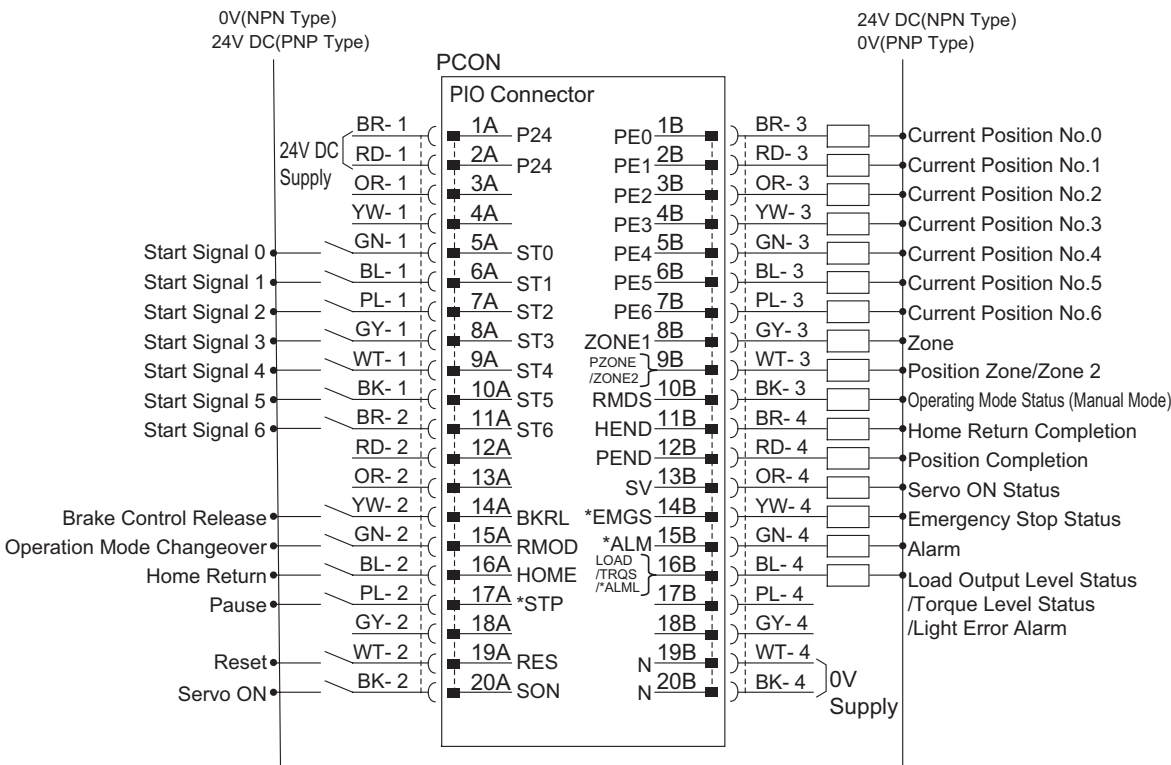 0V(NPN Type)
24V DC(PNP Type)
24V DC(NPN Type)
0V(PNP Type)
PCON
PIO Connector
24V DC
Supply
BR- 1 1A P24
RD- 1 2A P24
OR- 1 3A
YW- 1 4A
Start Signal 0 GN- 1 5A ST0
Start Signal 1 BL- 1 6A ST1
Start Signal 2 PL- 1 7A ST2
Start Signal 3 GY- 1 8A ST3
Start Signal 4 WT- 1 9A ST4
Start Signal 5 BK- 1 10A ST5
Start Signal 6 BR- 2 11A ST6
RD- 2 12A
OR- 2 13A
Brake Control Release YW- 2 14A BKRL
Operation Mode Changeover GN- 2 15A RMOD
Home Return BL- 2 16A HOME
Pause PL- 2 17A *STP
GY- 2 18A
Reset WT- 2 19A RES
Servo ON BK- 2 20A SON
PE0 1B BR- 3 Current Position No.0
PE1 2B RD- 3 Current Position No.1
PE2 3B OR- 3 Current Position No.2
PE3 4B YW- 3 Current Position No.3
PE4 5B GN- 3 Current Position No.4
PE5 6B BL- 3 Current Position No.5
PE6 7B PL- 3 Current Position No.6
ZONE1 8B GY- 3 Zone
PZONE
/ZONE2
9B WT- 3 Position Zone/Zone 2
RMDS 10B BK- 3 Operating Mode Status (Manual Mode)
HEND 11B BR- 4 Home Return Completion
PEND 12B RD- 4 Position Completion
SV 13B OR- 4 Servo ON Status
*EMGS 14B YW- 4 Emergency Stop Status
*ALM 15B GN- 4 Alarm
LOAD
/TRQS
/*ALML
16B BL- 4 Load Output Level Status
/Torque Level Status
/Light Error Alarm
17B PL- 4
18B GY- 4
N 19B WT- 4
N 20B BK- 4
0V
Supply